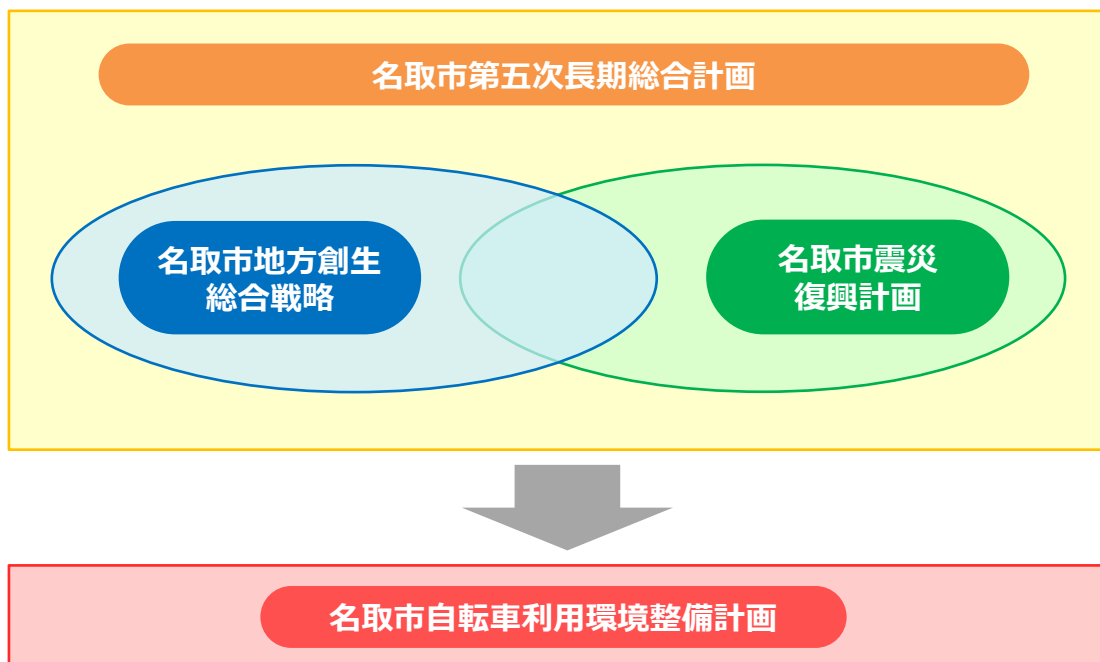 名取市第五次長期総合計画
名取市地方創生
総合戦略
名取市震災
復興計画
名取市自転車利用環境整備計画